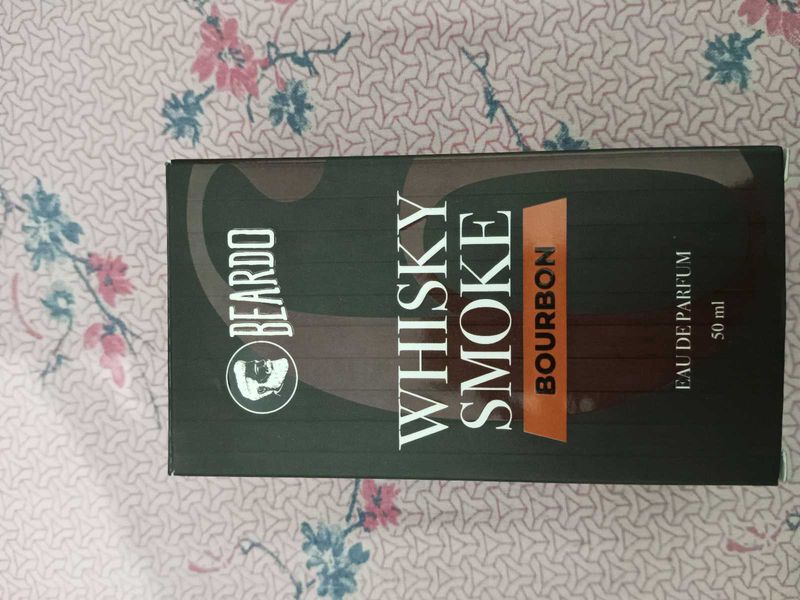 BEARDO
WHISKY
SMOKE
BOURBON
EAU DE PARFUM
50 ml